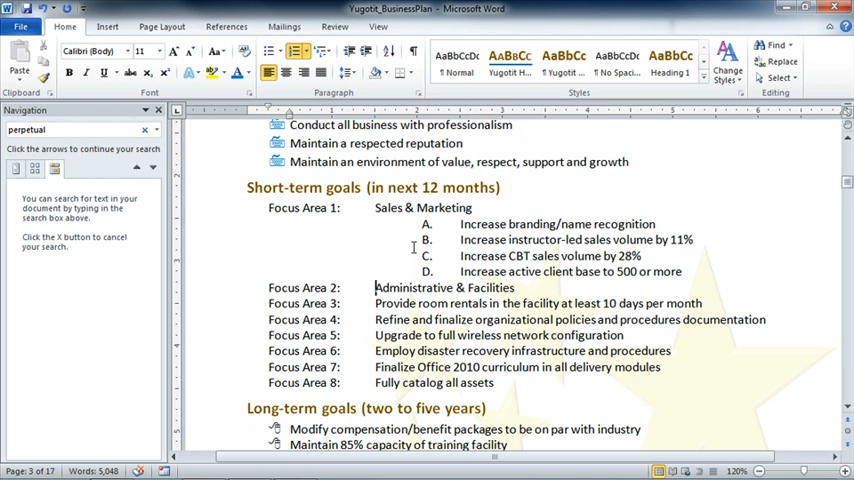 Yugotit_BusinessPlan - Microsoft Word
File Home Insert Page Layout References Mailings Review View
Calibri (Body) 11
Paste
Clipboard Font Paragraph Styles Editing
AaBbCcDc AaBbCc AaBbCc AaBbCcDc AaBbCc
¶ Normal Yugotit H... ¶ Yugotit ... ¶ No Spaci... Heading 1
Change Styles
Find
Replace
Select
Navigation
perpetual
Click the arrows to continue your search
You can search for text in your
document by using the
search box above.
Click the X button to cancel
your search.
Conduct all business with professionalism
Maintain a respected reputation
Maintain an environment of value, respect, support and growth
Short-term goals (in next 12 months)
Focus Area 1: Sales & Marketing
A. Increase branding/name recognition
B. Increase instructor-led sales volume by 11%
C. Increase CBT sales volume by 28%
D. Increase active client base to 500 or more
Focus Area 2: Administrative & Facilities
Focus Area 3: Provide room rentals in the facility at least 10 days per month
Focus Area 4: Refine and finalize organizational policies and procedures documentation
Focus Area 5: Upgrade to full wireless network configuration
Focus Area 6: Employ disaster recovery infrastructure and procedures
Focus Area 7: Finalize Office 2010 curriculum in all delivery modules
Focus Area 8: Fully catalog all assets
Long-term goals (two to five years)
Modify compensation/benefit packages to be on par with industry
Maintain 85% capacity of training facility
Page: 3 of 17 Words: 5,048 120%